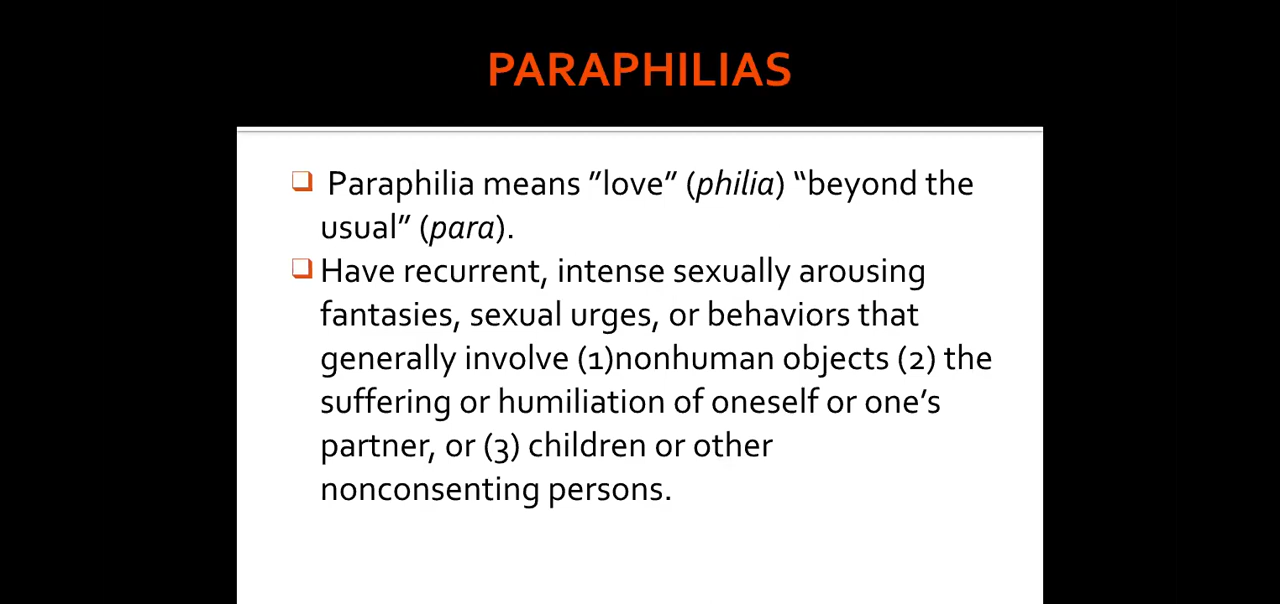 PARAPHILIAS
❑ Paraphilia means ”love” (philia) “beyond the
usual” (para).
❑ Have recurrent, intense sexually arousing
fantasies, sexual urges, or behaviors that
generally involve (1)nonhuman objects (2) the
suffering or humiliation of oneself or one’s
partner, or (3) children or other
nonconsenting persons.